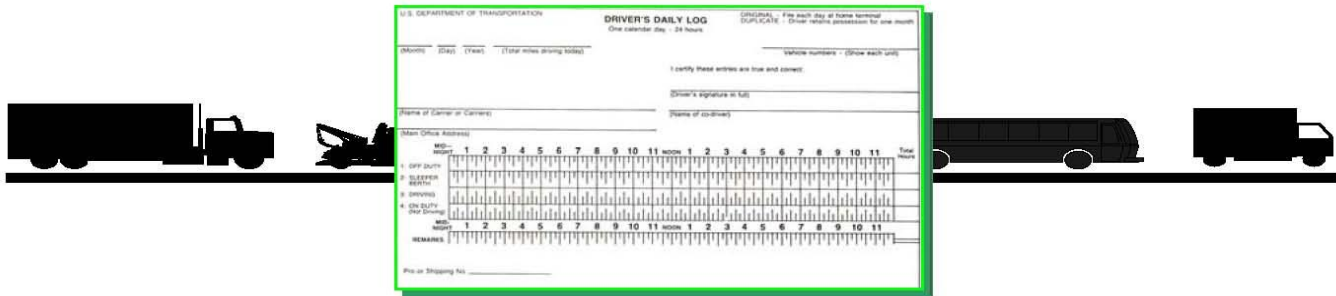 U.S. DEPARTMENT OF TRANSPORTATION
DRIVER'S DAILY LOG
One calendar day - 24 hours
ORIGINAL - File each day at home terminal
DUPLICATE - Driver retains possession for one month
(Month) (Day) (Year) (Total miles driving today)
Vehicle numbers - (Show each unit)
I certify these entries are true and correct:
(Driver's signature in full)
(Name of Carrier or Carriers)
(Name of co-driver)
(Main Office Address)
MID-NIGHT 1 2 3 4 5 6 7 8 9 10 11 NOON 1 2 3 4 5 6 7 8 9 10 11 Total Hours
1: OFF DUTY
2: SLEEPER BERTH
3: DRIVING
4: ON DUTY (Not Driving)
MID-NIGHT 1 2 3 4 5 6 7 8 9 10 11 NOON 1 2 3 4 5 6 7 8 9 10 11
REMARKS
Pro or Shipping No.